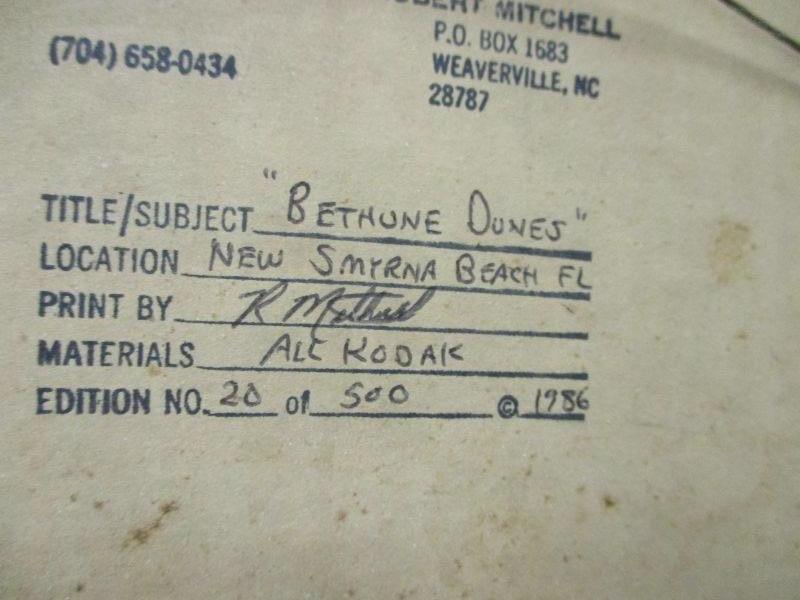 MITCHELL
P.O. BOX 1683
(704) 658-0434
WEAVERVILLE, NC
28787
TITLE/SUBJECT "BETHUNE DUNES"
LOCATION NEW SMYRNA BEACH FL
PRINT BY R Mitchell
MATERIALS ALL KODAK
EDITION NO. 20 of 500 © 1986